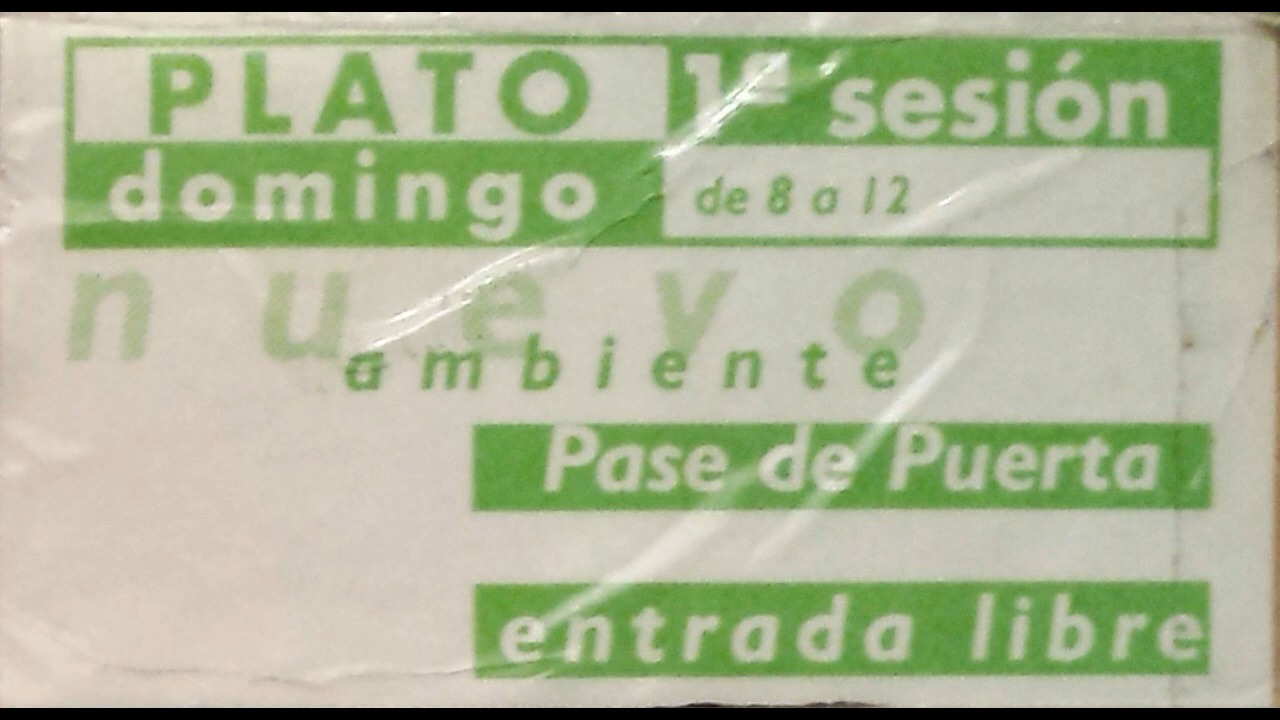 PLATO 1ª sesión
domingo de 8 a 12
nuevo
ambiente
Pase de Puerta
entrada libre